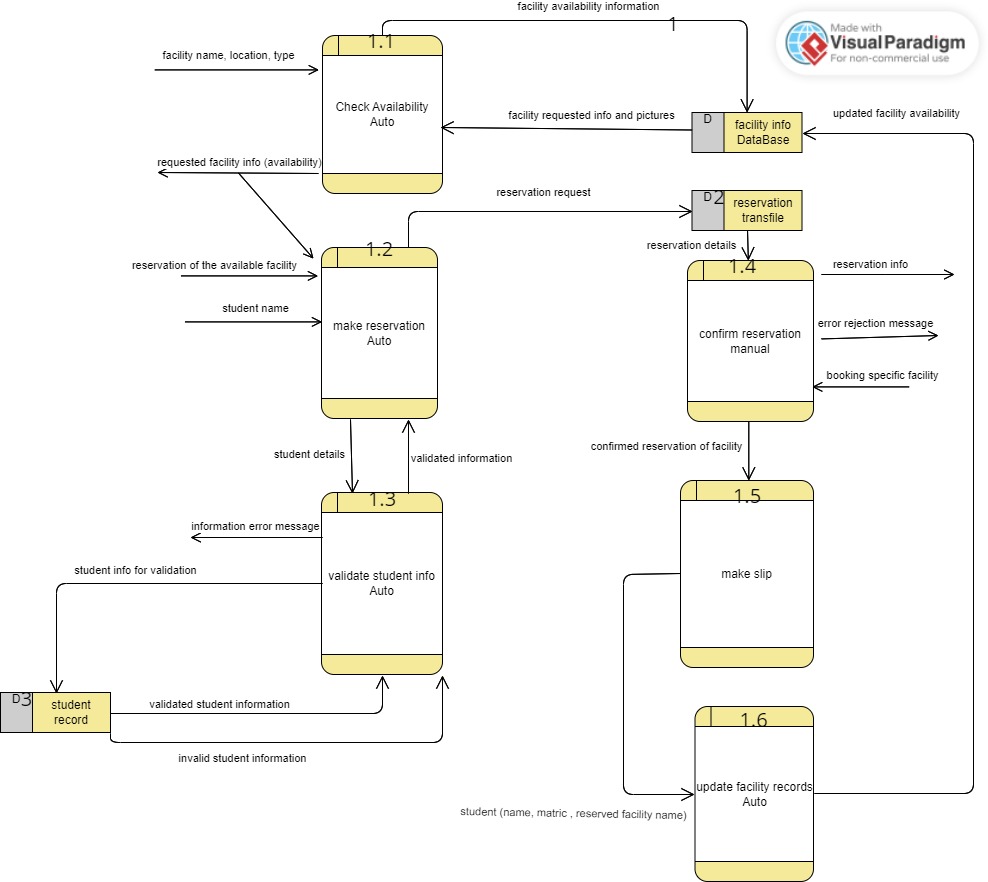 facility availability information
1
Made with
VisualParadigm
For non-commercial use
1.1
facility name, location, type
Check Availability
Auto
facility requested info and pictures
D
facility info
DataBase
updated facility availability
requested facility info (availability)
reservation request
D2
reservation
transfile
reservation details
1.2
reservation of the available facility
student name
make reservation
Auto
1.4
reservation info
error rejection message
confirm reservation
manual
booking specific facility
student details
validated information
confirmed reservation of facility
1.3
information error message
student info for validation
validate student info
Auto
1.5
make slip
D3
student
record
validated student information
invalid student information
1.6
update facility records
Auto
student (name, matric , reserved facility name)